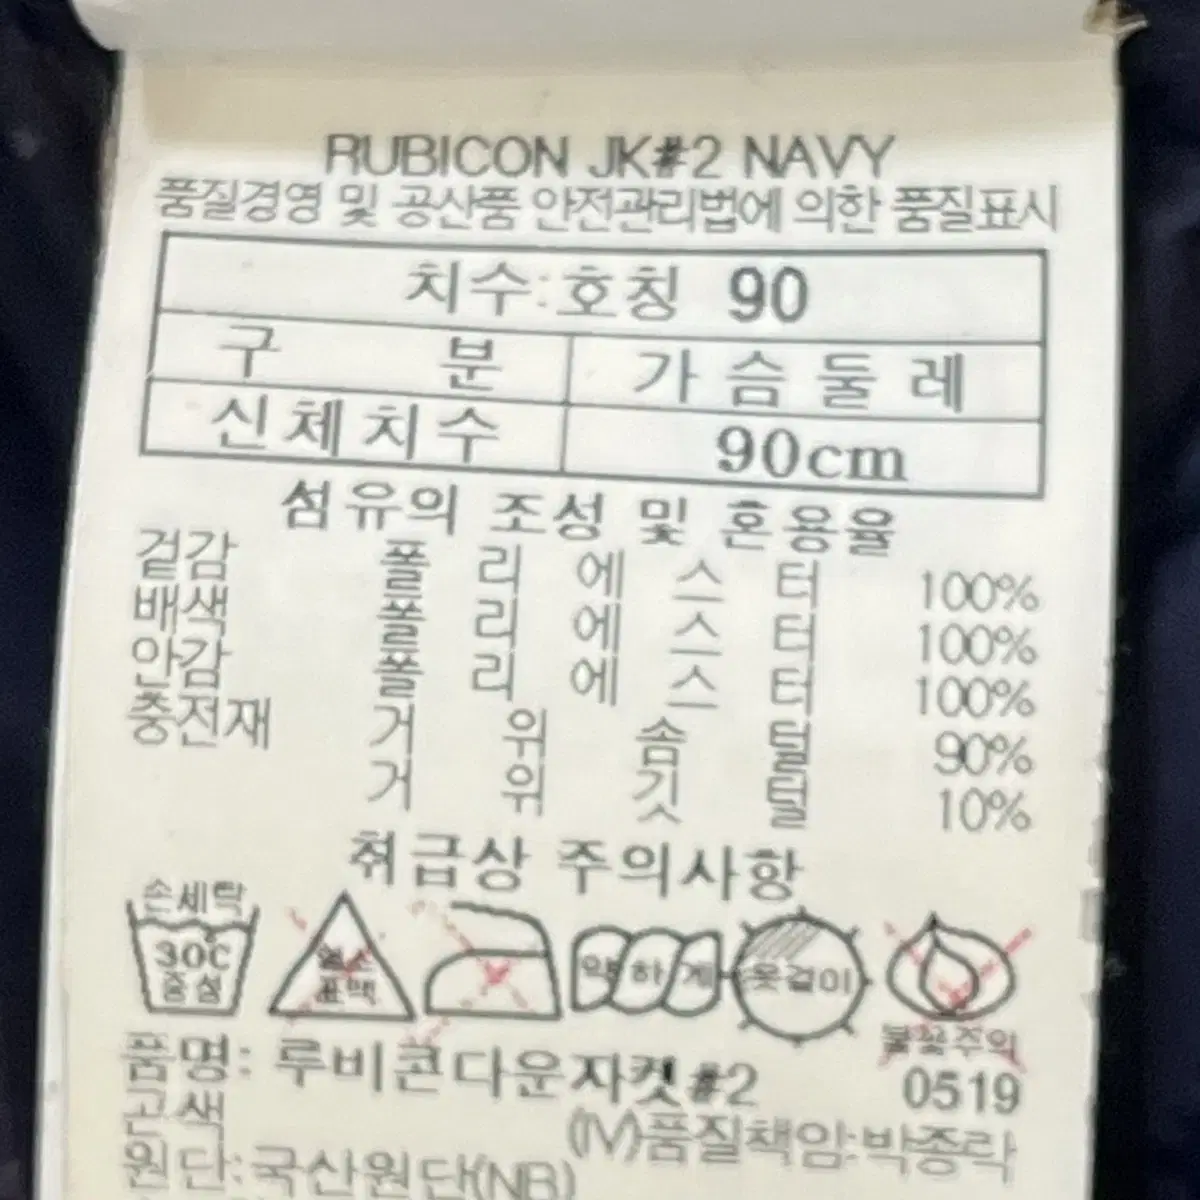 RUBICON JK#2 NAVY
품질경영 및 공산품 안전관리법에 의한 품질표시
치수:호칭 90
구 분 가슴둘레
신체치수 90cm
섬유의 조성 및 혼용율
겉감 폴리에스터 100%
배색 폴리에스터 100%
안감 폴리에스터 100%
충전재 거위솜털 90%
거위깃털 10%
취급상 주의사항
손세탁
30℃
중성
염소
표백
약하게
옷걸이
불꽃주의
품명: 루비콘다운자켓#2 0519
곤색 (IV)품질책임:박종락
원단:국산원단(NB)